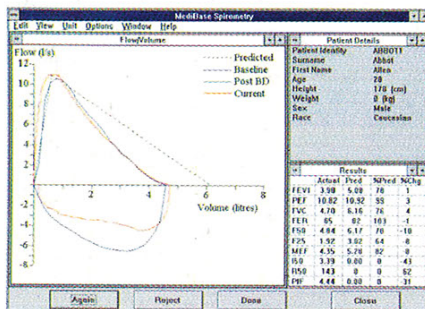 MediBase Spirometry
Edit View Unit Options Window Help
Flow/Volume
Flow (l/s)
Predicted
Baseline
Post BD
Current
12
10
8
6
4
2
0
2
4
6
8
0 2 4 6 8
Volume (litres)
Patient Details
Patient Identity ABBOT1
Surname Abbot
First Name Allen
Age 28
Height 178 (cm)
Weight 0 (kg)
Sex Male
Race Caucasian
Results
Actual Pred %Pred %Chg
FEV1 3.98 5.08 78 1
PEF 10.82 10.92 99 3
FVC 4.70 6.16 76 4
FER 85 82 103 -1
F50 4.84 6.17 78 -10
F25 1.92 3.02 64 -8
MEF 4.35 5.28 82 -8
I50 3.39 0.00 0 -43
R50 143 0 0 62
PIF 4.44 0.00 0 -31
Again Reject Done Close